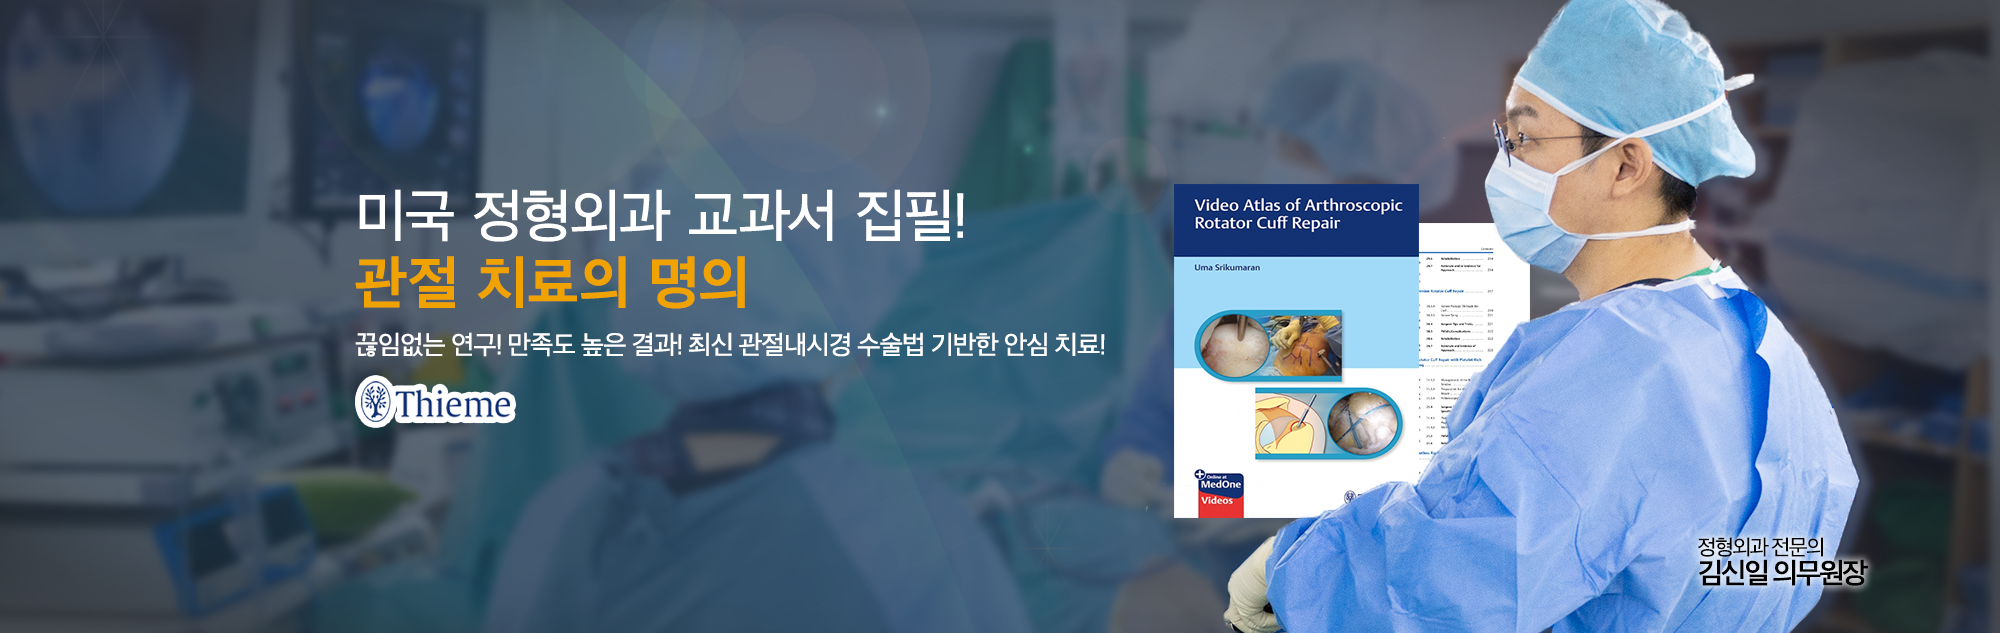 미국 정형외과 교과서 집필!
관절 치료의 명의
끊임없는 연구! 만족도 높은 결과! 최신 관절내시경 수술법 기반한 안심 치료!
Thieme
Video Atlas of Arthroscopic
Rotator Cuff Repair
Uma Srikumaran
Online at
MedOne
Videos
정형외과 전문의
김신일 의무원장